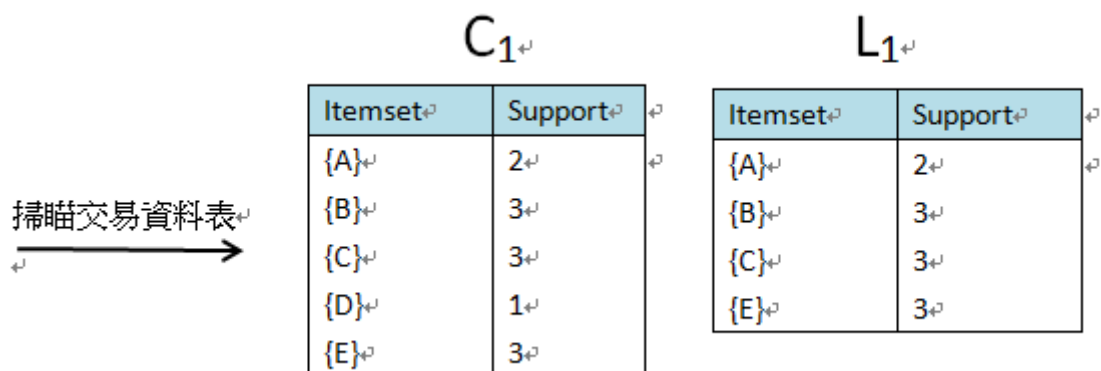 C1
L1
掃瞄交易資料表
Itemset Support
{A} 2
{B} 3
{C} 3
{D} 1
{E} 3
Itemset Support
{A} 2
{B} 3
{C} 3
{E} 3